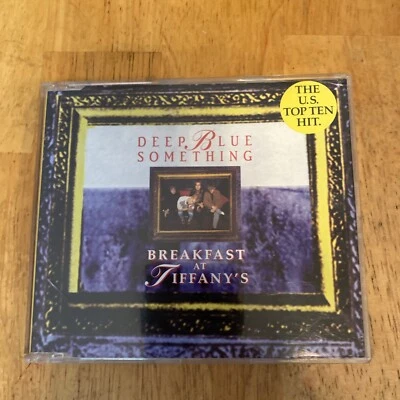 THE
U.S.
TOP TEN
HIT.
DEEP BLUE
SOMETHING
BREAKFAST
AT
TIFFANY'S